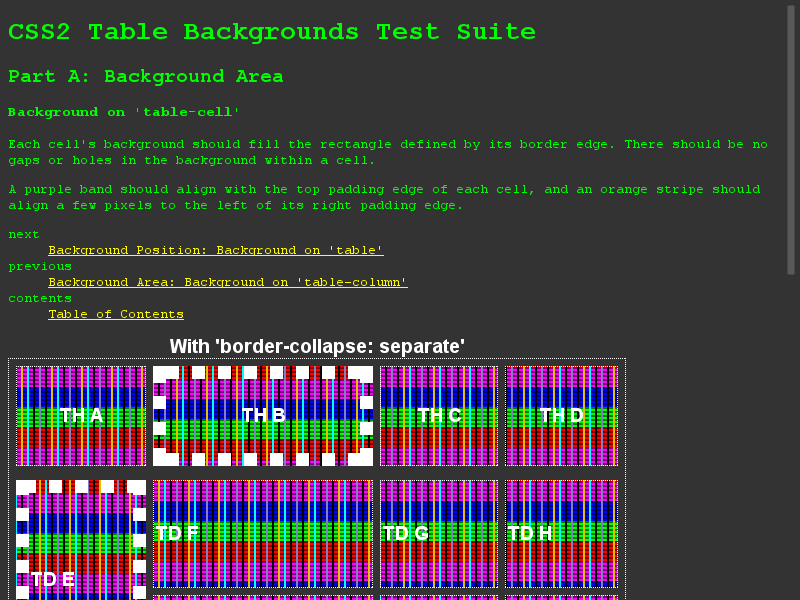 CSS2 Table Backgrounds Test Suite
Part A: Background Area
Background on 'table-cell'
Each cell's background should fill the rectangle defined by its border edge. There should be no
gaps or holes in the background within a cell.
A purple band should align with the top padding edge of each cell, and an orange stripe should
align a few pixels to the left of its right padding edge.
next
Background Position: Background on 'table'
previous
Background Area: Background on 'table-column'
contents
Table of Contents
With 'border-collapse: separate'
TH A TH B TH C TH D
TD F TD G TD H
TD E